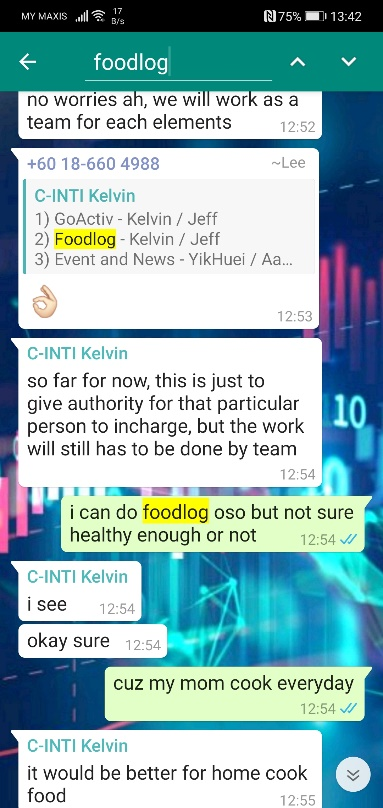 MY MAXIS 17 B/s N 75% 13:42
foodlog
no worries ah, we will work as a
team for each elements 12:52
+60 18-660 4988 ~Lee
C-INTI Kelvin
1) GoActiv - Kelvin / Jeff
2) Foodlog - Kelvin / Jeff
3) Event and News - YikHuei / Aa...
👌🏻
12:53
C-INTI Kelvin
so far for now, this is just to
give authority for that particular
person to incharge, but the work
will still has to be done by team
12:54
10
i can do foodlog oso but not sure
healthy enough or not 12:54
C-INTI Kelvin
i see 12:54
okay sure 12:54
cuz my mom cook everyday
12:54
C-INTI Kelvin
it would be better for home cook
food 12:55